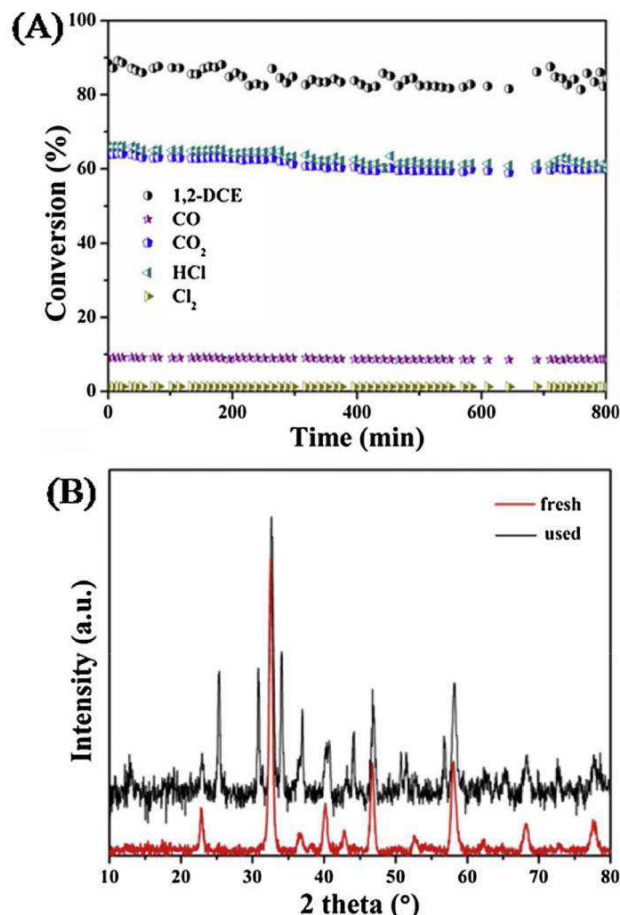 (A)
100
80
60
40
20
0
Conversion (%)
1,2-DCE
CO
CO2
HCl
Cl2
0 200 400 600 800
Time (min)
(B)
fresh
used
Intensity (a.u.)
10 20 30 40 50 60 70 80
2 theta (°)